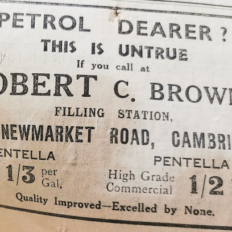 PETROL DEARER?
THIS IS UNTRUE
If you call at
OBERT C. BROWN
FILLING STATION,
NEWMARKET ROAD, CAMBRI
PENTELLA PENTELLA
1/3 per Gal. High Grade Commercial 1/2
Quality Improved—Excelled by None.